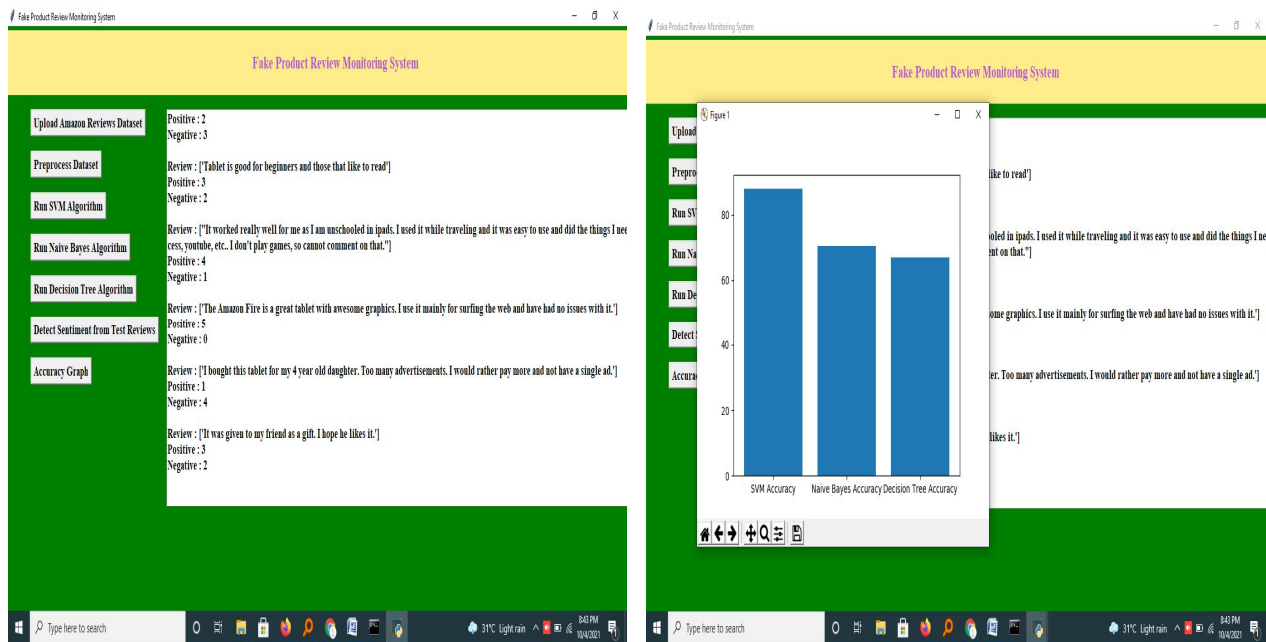 Fake Product Review Monitoring System
Fake Product Review Monitoring System
Upload Amazon Reviews Dataset
Preprocess Dataset
Run SVM Algorithm
Run Naive Bayes Algorithm
Run Decision Tree Algorithm
Detect Sentiment from Test Reviews
Accuracy Graph
Positive : 2
Negative : 3
Review : ['Tablet is good for beginners and those that like to read']
Positive : 3
Negative : 2
Review : ["It worked really well for me as I am unschooled in ipads. I used it while traveling and it was easy to use and did the things I nee
cess, youtube, etc.. I don't play games, so cannot comment on that."]
Positive : 4
Negative : 1
Review : ['The Amazon Fire is a great tablet with awesome graphics. I use it mainly for surfing the web and have had no issues with it.']
Positive : 5
Negative : 0
Review : ['I bought this tablet for my 4 year old daughter. Too many advertisements. I would rather pay more and not have a single ad.']
Positive : 1
Negative : 4
Review : ['It was given to my friend as a gift. I hope he likes it.']
Positive : 3
Negative : 2
Type here to search
31°C Light rain
8:43 PM
10/4/2021
Fake Product Review Monitoring System
Fake Product Review Monitoring System
Upload
Prepro
Run SV
Run Na
Run De
Detect S
Accura
Figure 1
80
60
40
20
0
SVM Accuracy
Naive Bayes Accuracy
Decision Tree Accuracy
like to read']
ooled in ipads. I used it while traveling and it was easy to use and did the things I ne
ent on that."]
ome graphics. I use it mainly for surfing the web and have had no issues with it.']
ter. Too many advertisements. I would rather pay more and not have a single ad.']
likes it.']
Type here to search
31°C Light rain
8:43 PM
10/4/2021